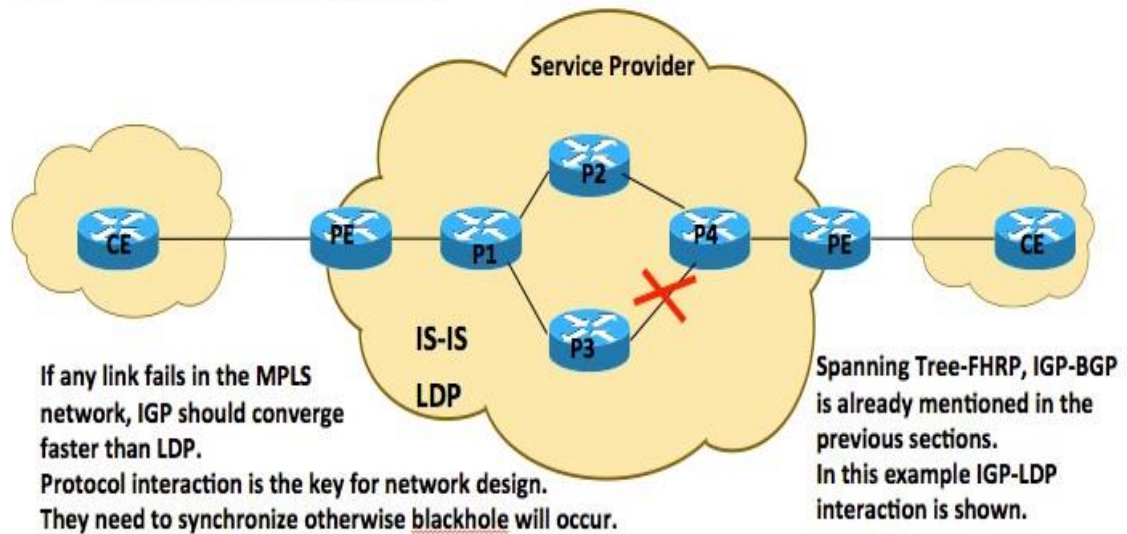 Service Provider
P2
CE
PE
P1
P4
PE
CE
P3
IS-IS
LDP
If any link fails in the MPLS
network, IGP should converge
faster than LDP.
Protocol interaction is the key for network design.
They need to synchronize otherwise blackhole will occur.
Spanning Tree-FHRP, IGP-BGP
is already mentioned in the
previous sections.
In this example IGP-LDP
interaction is shown.